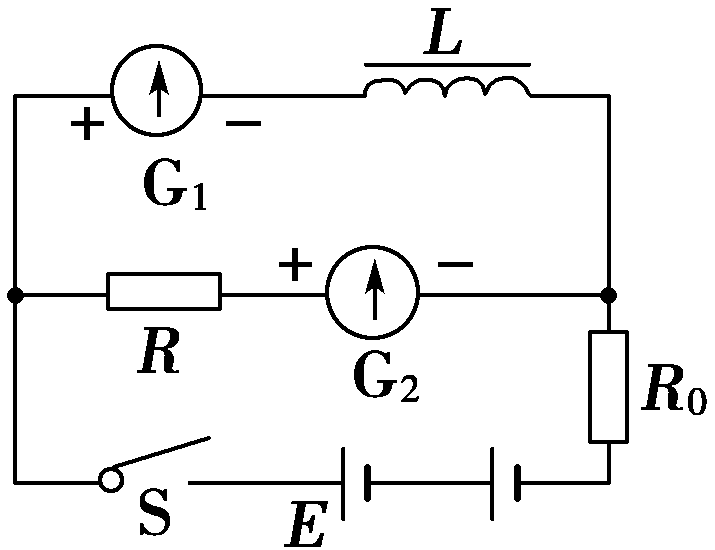 L
+ −
G₁
+ −
R
G₂
R₀
S
E